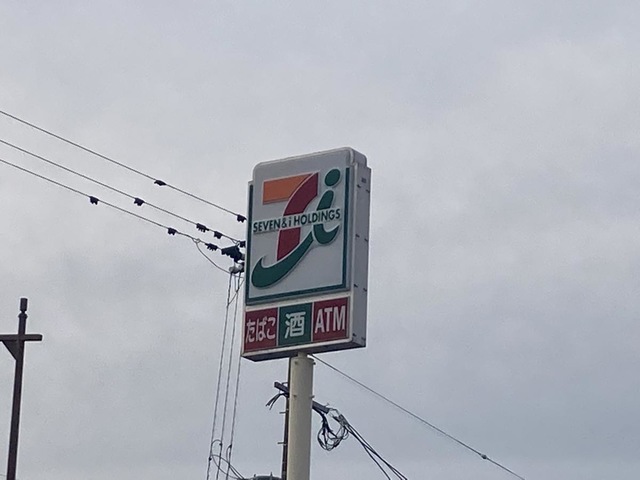 SEVEN & i HOLDINGS
たばこ 酒 ATM